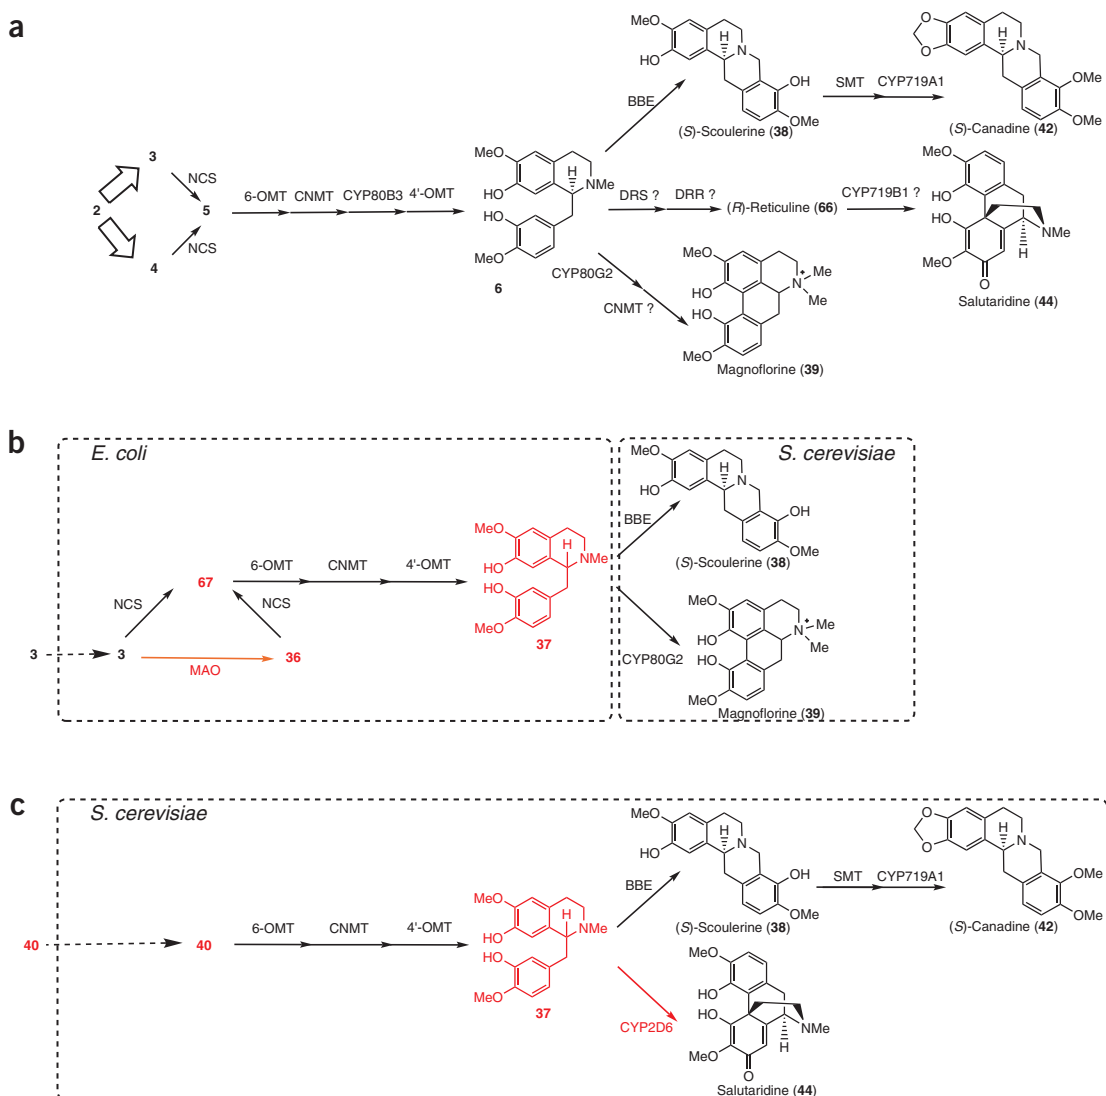 a
MeO
HO
H
N
OH
OMe
BBE
(S)-Scoulerine (38)
SMT CYP719A1
O
O
H
N
OMe
OMe
(S)-Canadine (42)
3
2
4
NCS
NCS
5
6-OMT CNMT CYP80B3 4'-OMT
MeO
HO
H
NMe
HO
MeO
6
DRS ? DRR ?
(R)-Reticuline (66)
CYP719B1 ?
MeO
HO
HO
MeO
O
H
NMe
Salutaridine (44)
CYP80G2
CNMT ?
MeO
HO
HO
MeO
N
+
Me
Me
Magnoflorine (39)
b
E. coli
S. cerevisiae
3
3
NCS
67
NCS
MAO
36
6-OMT CNMT 4'-OMT
MeO
HO
H
NMe
HO
MeO
37
BBE
MeO
HO
H
N
OH
OMe
(S)-Scoulerine (38)
CYP80G2
MeO
HO
HO
MeO
N
+
Me
Me
Magnoflorine (39)
c
S. cerevisiae
40
40
6-OMT CNMT 4'-OMT
MeO
HO
H
NMe
HO
MeO
37
BBE
MeO
HO
H
N
OH
OMe
(S)-Scoulerine (38)
SMT CYP719A1
O
O
H
N
OMe
OMe
(S)-Canadine (42)
CYP2D6
MeO
HO
HO
MeO
O
H
NMe
Salutaridine (44)